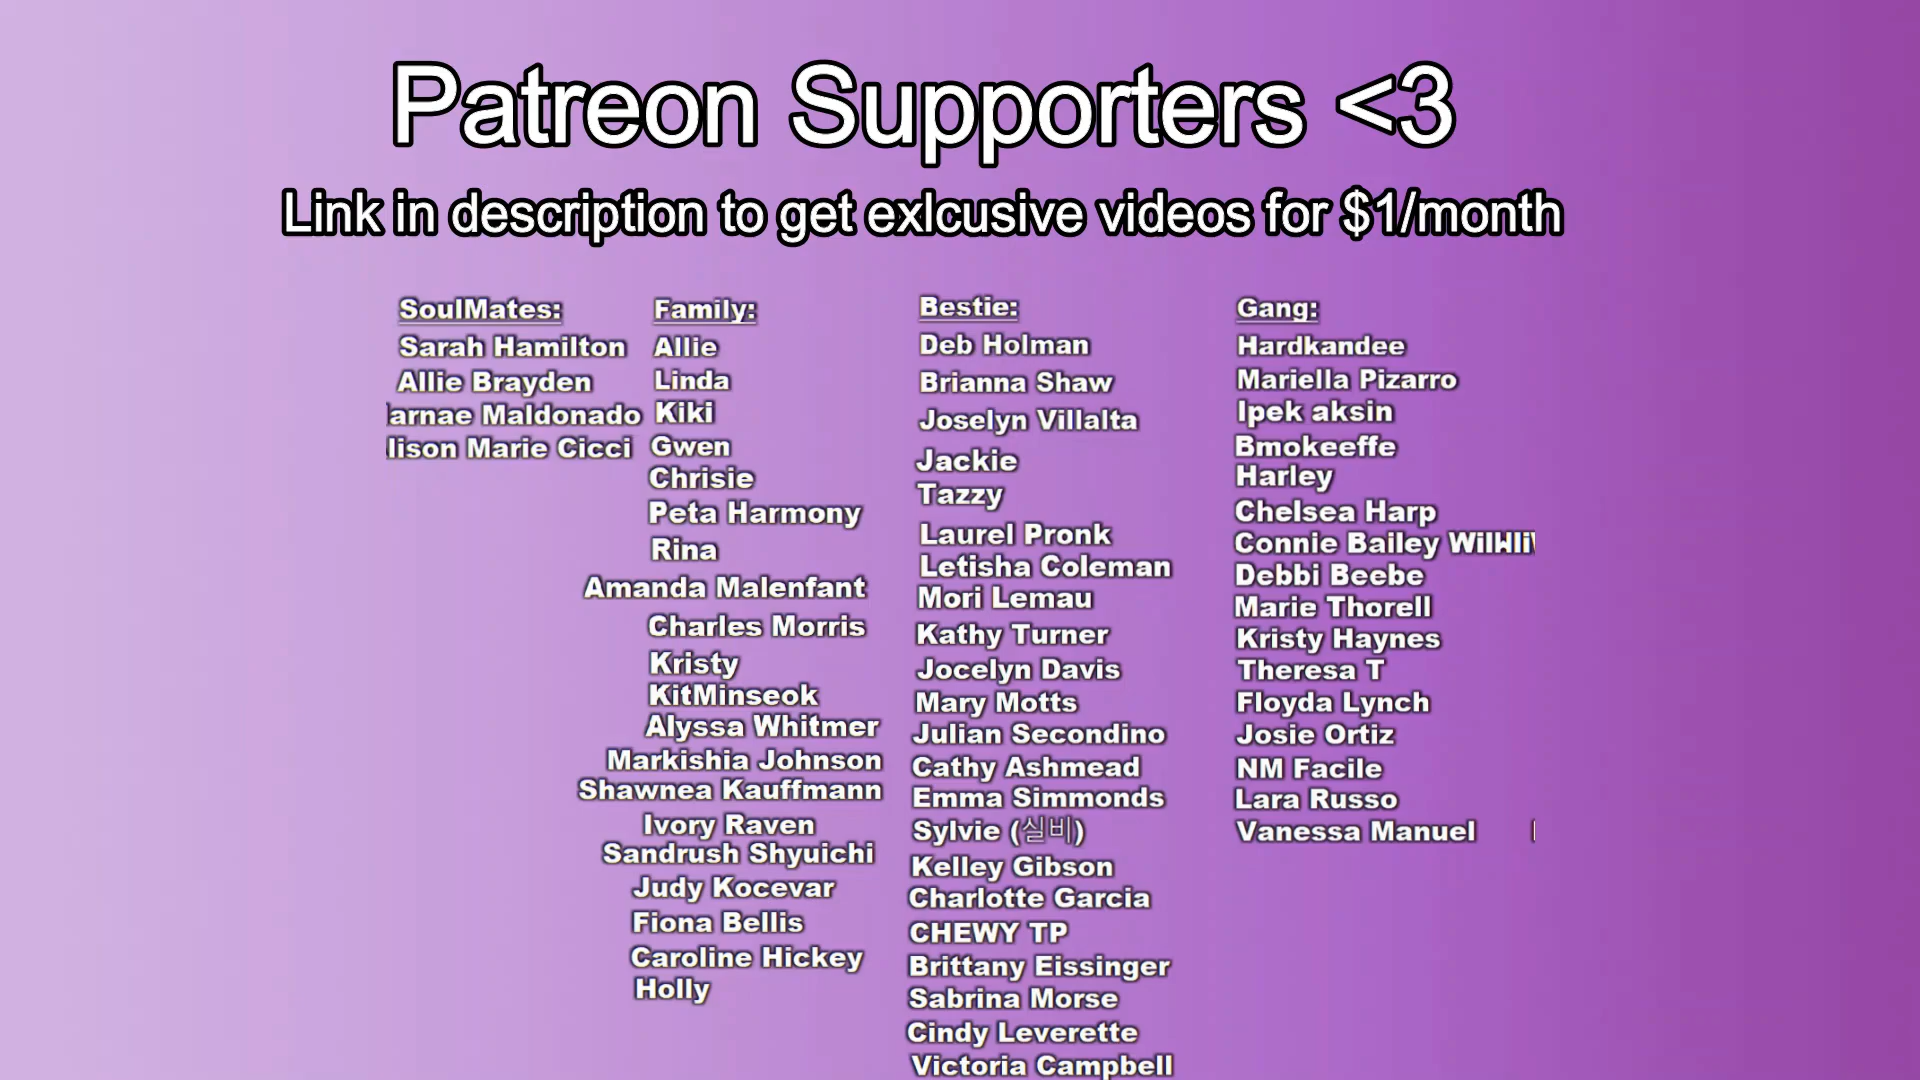 Patreon Supporters <3
Link in description to get exlcusive videos for $1/month
SoulMates:
Sarah Hamilton
Allie Brayden
Maldonado
Marie Cicci
Family:
Allie
Linda
Kiki
Gwen
Chrisie
Peta Harmony
Rina
Amanda Malenfant
Charles Morris
Kristy
KitMinseok
Alyssa Whitmer
Markishia Johnson
Shawnea Kauffmann
Ivory Raven
Sandrush Shyuichi
Judy Kocevar
Fiona Bellis
Caroline Hickey
Holly
Bestie:
Deb Holman
Brianna Shaw
Joselyn Villalta
Jackie
Tazzy
Laurel Pronk
Letisha Coleman
Mori Lemau
Kathy Turner
Jocelyn Davis
Mary Motts
Julian Secondino
Cathy Ashmead
Emma Simmonds
Sylvie (실비)
Kelley Gibson
Charlotte Garcia
CHEWY TP
Brittany Eissinger
Sabrina Morse
Cindy Leverette
Victoria Campbell
Gang:
Hardkandee
Mariella Pizarro
Ipek aksin
Bmokeeffe
Harley
Chelsea Harp
Connie Bailey
Debbi Beebe
Marie Thorell
Kristy Haynes
Theresa T
Floyda Lynch
Josie Ortiz
NM Facile
Lara Russo
Vanessa Manuel